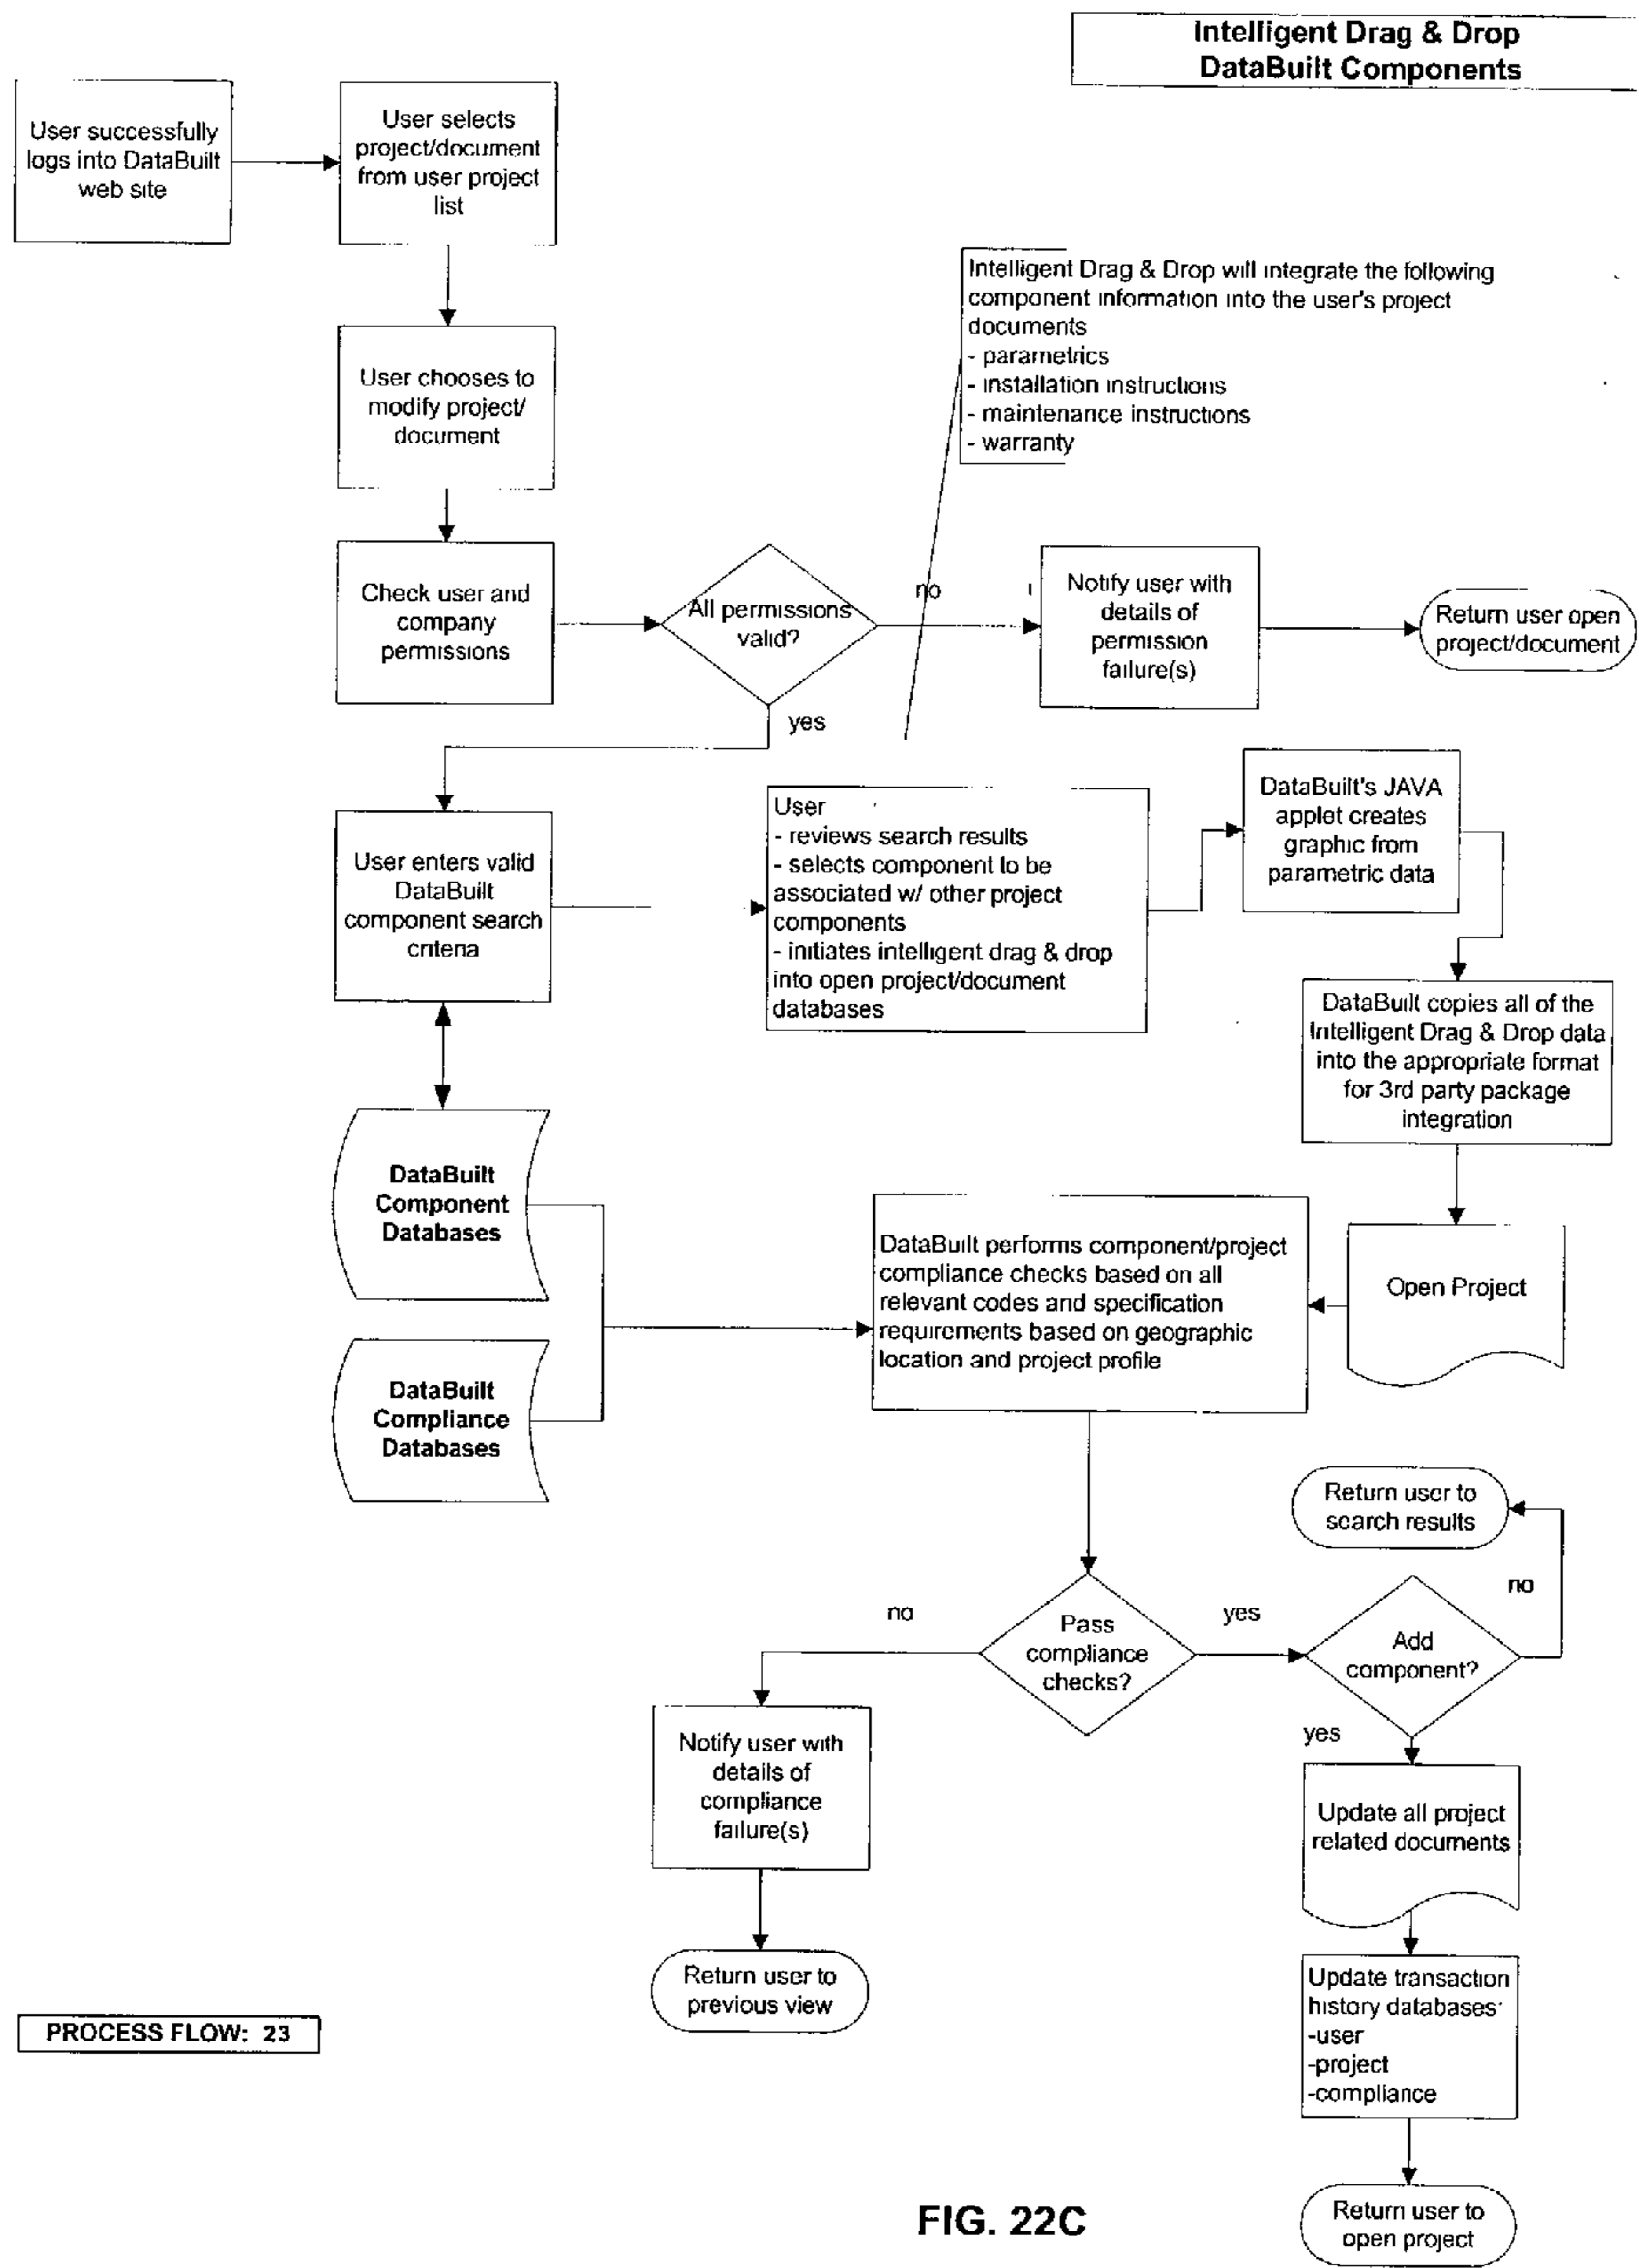 Intelligent Drag & Drop
DataBuilt Components
User successfully
logs into DataBuilt
web site
User selects
project/document
from user project
list
Intelligent Drag & Drop will integrate the following
component information into the user's project
documents
- parametrics
- installation instructions
- maintenance instructions
- warranty
User chooses to
modify project/
document
Check user and
company
permissions
All permissions
valid?
no
yes
Notify user with
details of
permission
failure(s)
Return user open
project/document
User enters valid
DataBuilt
component search
criteria
User
- reviews search results
- selects component to be
associated w/ other project
components
- initiates intelligent drag & drop
into open project/document
databases
DataBuilt's JAVA
applet creates
graphic from
parametric data
DataBuilt copies all of the
Intelligent Drag & Drop data
into the appropriate format
for 3rd party package
integration
DataBuilt
Component
Databases
DataBuilt performs component/project
compliance checks based on all
relevant codes and specification
requirements based on geographic
location and project profile
Open Project
DataBuilt
Compliance
Databases
Return user to
search results
no
no
Pass
compliance
checks?
yes
Add
component?
yes
Notify user with
details of
compliance
failure(s)
Update all project
related documents
Return user to
previous view
Update transaction
history databases:
-user
-project
-compliance
PROCESS FLOW: 23
Return user to
open project
FIG. 22C